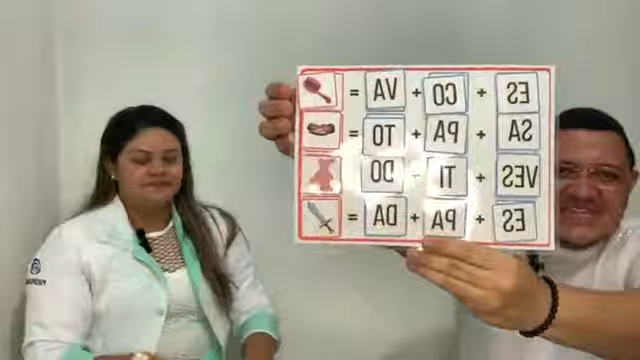 ES + CO + VA =
SA + PA + TO =
VES + TI - DO
ES + PA + DA =